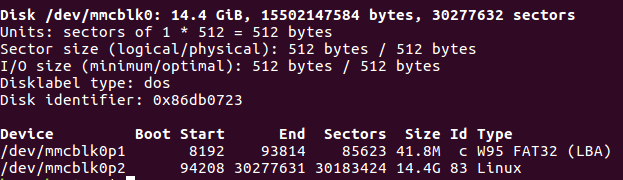 Disk /dev/mmcblk0: 14.4 GiB, 15502147584 bytes, 30277632 sectors
Units: sectors of 1 * 512 = 512 bytes
Sector size (logical/physical): 512 bytes / 512 bytes
I/O size (minimum/optimal): 512 bytes / 512 bytes
Disklabel type: dos
Disk identifier: 0x86db0723

Device         Boot Start      End  Sectors  Size Id Type
/dev/mmcblk0p1       8192    93814    85623 41.8M  c W95 FAT32 (LBA)
/dev/mmcblk0p2      94208 30277631 30183424 14.4G 83 Linux